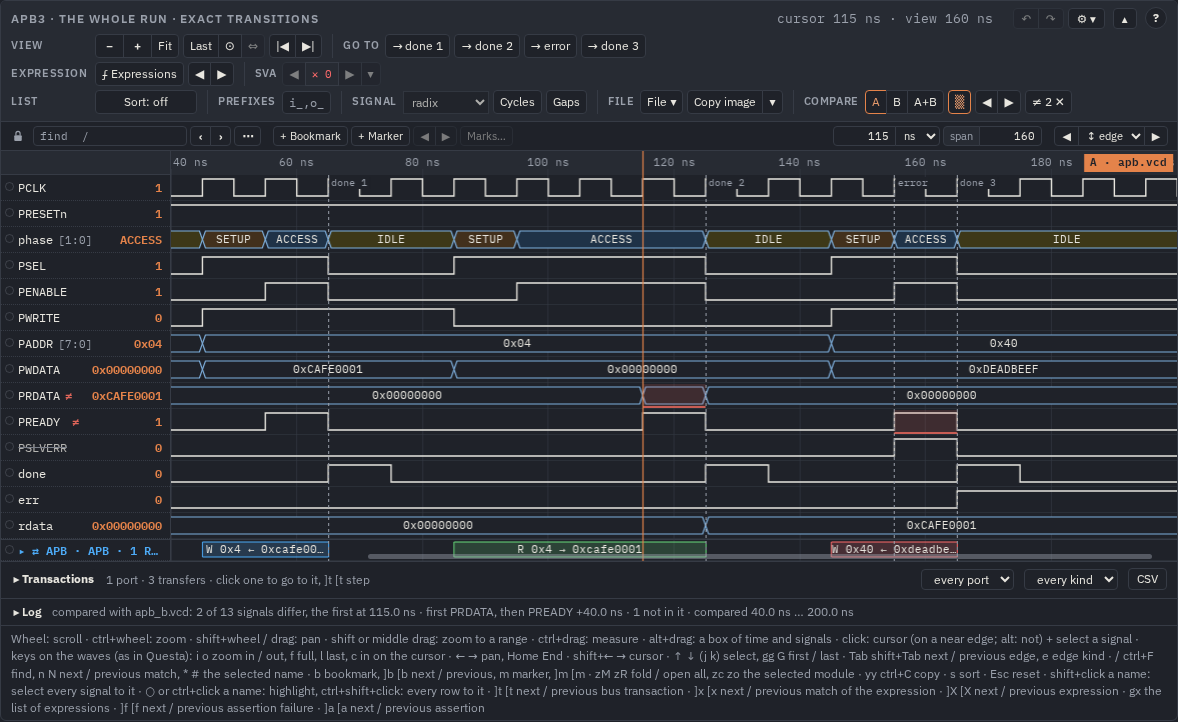 APB3 · THE WHOLE RUN · EXACT TRANSITIONS
cursor 115 ns · view 160 ns
↶ ↷ ⚙ ▾ ▴ ?
VIEW − + Fit Last ⊙ ⇔ |◀ ▶| GO TO → done 1 → done 2 → error → done 3
EXPRESSION ⨍ Expressions ◀ ▶ SVA ◀ × 0 ▶ ▾
LIST Sort: off PREFIXES i_,o_ SIGNAL radix Cycles Gaps FILE File ▾ Copy image ▾ COMPARE A B A+B ▒ ◀ ▶ ≠ 2 ✕
find / ‹ › ⋯ + Bookmark + Marker ◀ ▶ Marks… 115 ns span 160 ◀ ↕ edge ▶
40 ns 60 ns 80 ns 100 ns 120 ns 140 ns 160 ns 180 ns A · apb.vcd
PCLK 1 done 1 done 2 error done 3
PRESETn 1
phase [1:0] ACCESS SETUP ACCESS IDLE SETUP ACCESS IDLE SETUP ACCESS IDLE
PSEL 1
PENABLE 1
PWRITE 0
PADDR [7:0] 0x04 0x04 0x40
PWDATA 0x00000000 0xCAFE0001 0x00000000 0xDEADBEEF
PRDATA ≠ 0xCAFE0001 0x00000000 0x00000000
PREADY ≠ 1
PSLVERR 0
done 0
err 0
rdata 0x00000000 0x00000000 0xCAFE0001
▸ ⇄ APB · APB · 1 R… W 0x4 ← 0xcafe00… R 0x4 → 0xcafe0001 W 0x40 ← 0xdeadbe…
▸ Transactions 1 port · 3 transfers · click one to go to it, ]t [t step every port every kind CSV
▸ Log compared with apb_b.vcd: 2 of 13 signals differ, the first at 115.0 ns · first PRDATA, then PREADY +40.0 ns · 1 not in it · compared 40.0 ns … 200.0 ns
Wheel: scroll · ctrl+wheel: zoom · shift+wheel / drag: pan · shift or middle drag: zoom to a range · ctrl+drag: measure · alt+drag: a box of time and signals · click: cursor (on a near edge; alt: not) + select a signal ·
keys on the waves (as in Questa): i o zoom in / out, f full, l last, c in on the cursor · ← → pan, Home End · shift+← → cursor · ↑ ↓ (j k) select, gg G first / last · Tab shift+Tab next / previous edge, e edge kind · / ctrl+F
find, n N next / previous match, * # the selected name · b bookmark, ]b [b next / previous, m marker, ]m [m · zM zR fold / open all, zc zo the selected module · yy ctrl+C copy · s sort · Esc reset · shift+click a name:
select every signal to it · ○ or ctrl+click a name: highlight, ctrl+shift+click: every row to it · ]t [t next / previous bus transaction · ]x [x next / previous match of the expression · ]X [X next / previous expression · gx the
list of expressions · ]f [f next / previous assertion failure · ]a [a next / previous assertion